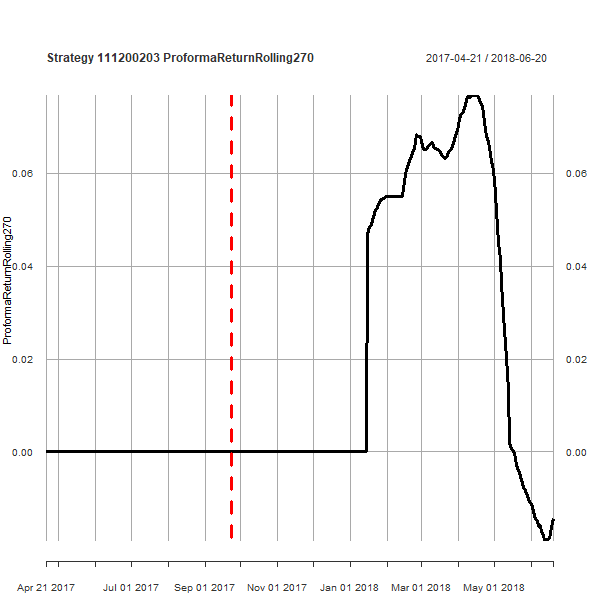 Strategy 111200203 ProformaReturnRolling270
2017-04-21 / 2018-06-20
ProformaReturnRolling270
0.06
0.04
0.02
0.00
0.06
0.04
0.02
0.00
Apr 21 2017
Jul 01 2017
Sep 01 2017
Nov 01 2017
Jan 01 2018
Mar 01 2018
May 01 2018